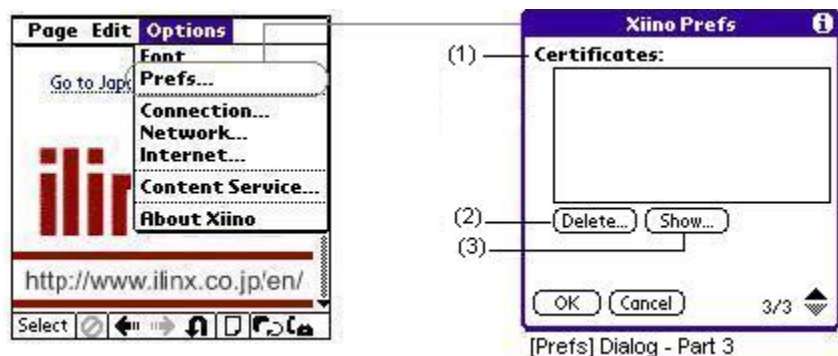 Page Edit Options
Font
Go to Jap
Prefs...
Connection...
Network...
Internet...
Content Service...
About Xiino
ilin
http://www.ilinx.co.jp/en/
Select
Xiino Prefs
(1)
Certificates:
(2)
Delete... Show...
(3)
OK Cancel 3/3
[Prefs] Dialog - Part 3